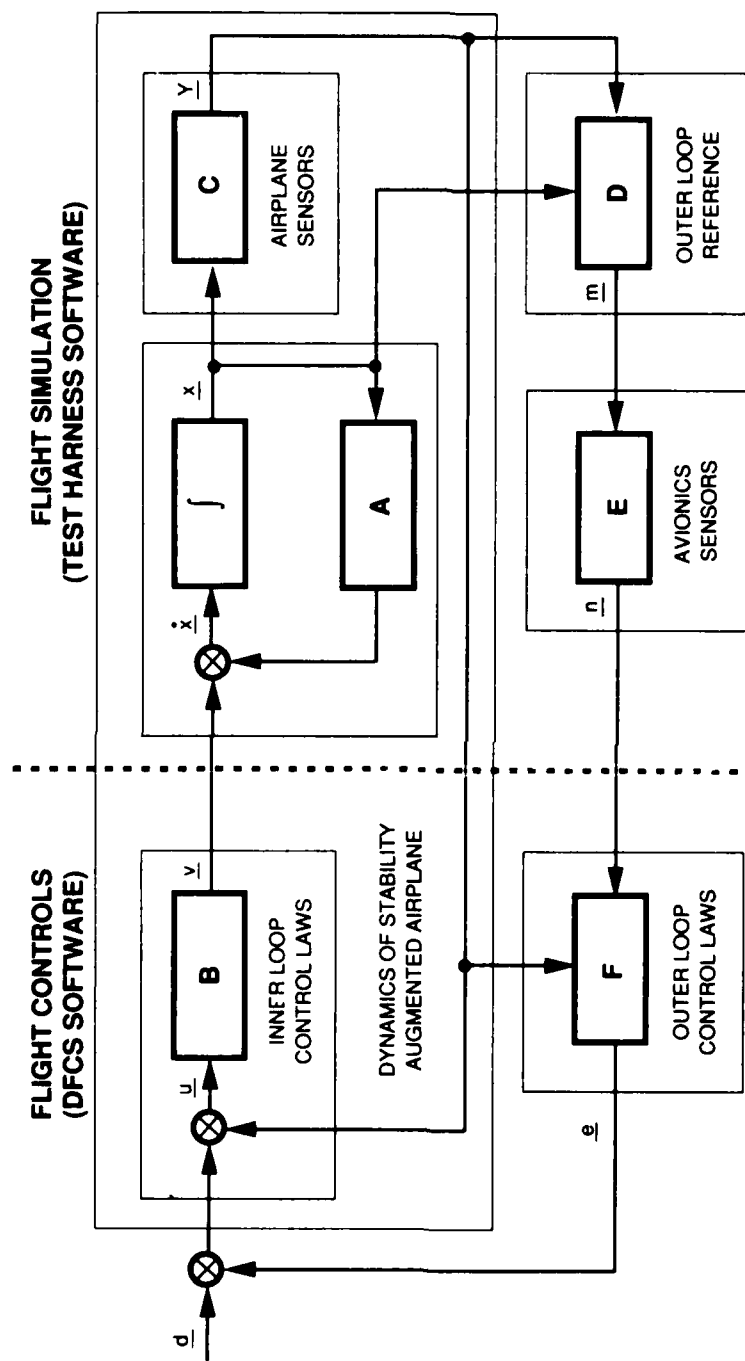 FLIGHT CONTROLS
(DFCS SOFTWARE)
FLIGHT SIMULATION
(TEST HARNESS SOFTWARE)
d
u
B
v
ẋ
∫
x
C
Y
INNER LOOP
CONTROL LAWS
A
AIRPLANE
SENSORS
DYNAMICS OF STABILITY
AUGMENTED AIRPLANE
e
F
n
E
m
D
OUTER LOOP
CONTROL LAWS
AVIONICS
SENSORS
OUTER LOOP
REFERENCE